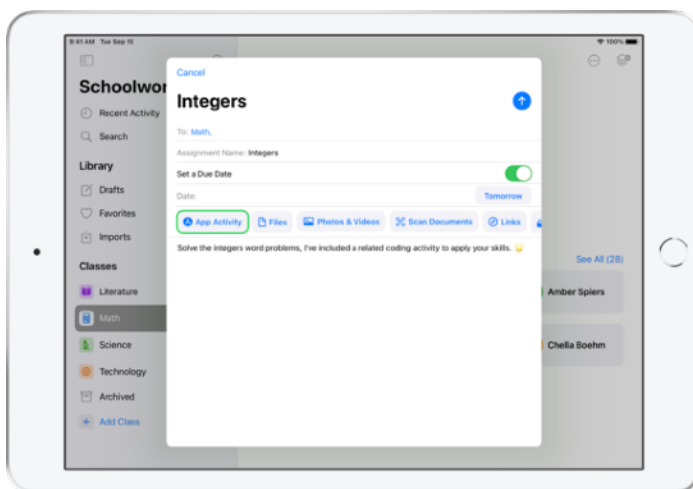 9:41 AM Tue Sep 15
100%
Cancel
Integers
To: Math,
Assignment Name: Integers
Set a Due Date
Date:
Tomorrow
App Activity
Files
Photos & Videos
Scan Documents
Links
Solve the integers word problems, I've included a related coding activity to apply your skills.
Schoolwor
Recent Activity
Search
Library
Drafts
Favorites
Imports
Classes
Literature
Math
Science
Technology
Archived
Add Class
See All (28)
Amber Spiers
Chella Boehm